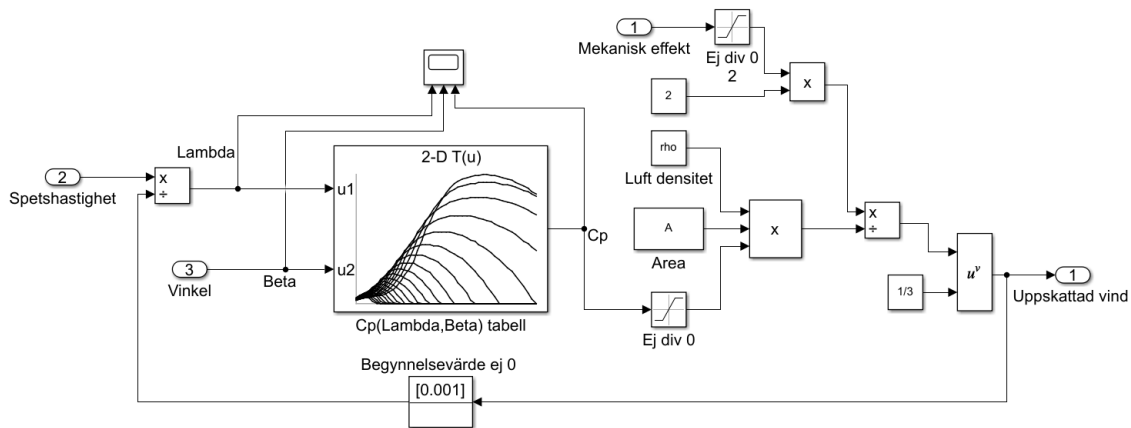 1
Mekanisk effekt
Ej div 0
2
x
2
Lambda
2-D T(u)
rho
Luft densitet
2
Spetshastighet
x
÷
u1
A
Area
x
x
÷
Cp
3
Vinkel
Beta
u2
1/3
u^v
1
Uppskattad vind
Cp(Lambda,Beta) tabell
Ej div 0
Begynnelsevärde ej 0
[0.001]